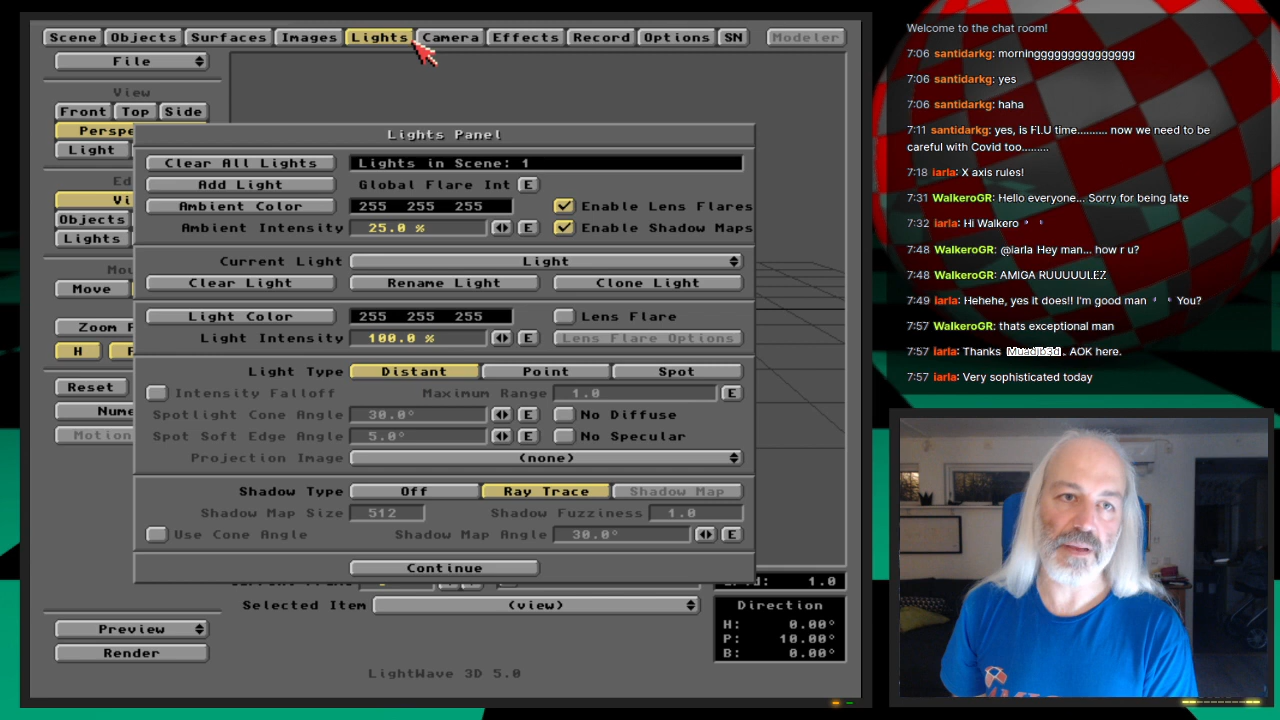 Scene Objects Surfaces Images Lights Camera Effects Record Options SN Modeler
File
View
Front Top Side
Perspe
Light
Vi
Objects
Lights
Move
Zoom F
H
Reset
Nume
Motion
Lights Panel
Clear All Lights Lights in Scene: 1
Add Light Global Flare Int E
Ambient Color 255 255 255 Enable Lens Flares
Ambient Intensity 25.0 % E Enable Shadow Maps
Current Light Light
Clear Light Rename Light Clone Light
Light Color 255 255 255 Lens Flare
Light Intensity 100.0 % E Lens Flare Options
Light Type Distant Point Spot
Intensity Falloff Maximum Range 1.0 E
Spotlight Cone Angle 30.0° E No Diffuse
Spot Soft Edge Angle 5.0° E No Specular
Projection Image (none)
Shadow Type Off Ray Trace Shadow Map
Shadow Map Size 512 Shadow Fuzziness 1.0
Use Cone Angle Shadow Map Angle 30.0° E
Continue
1.0
Selected Item (view)
Direction
H: 0.00°
P: 10.00°
B: 0.00°
Preview
Render
LightWave 3D 5.0
Welcome to the chat room!
7:06 santidarkg: morninggggggggggggggggg
7:06 santidarkg: yes
7:06 santidarkg: haha
7:11 santidarkg: yes, is FLU time.......... now we need to be
careful with Covid too.........
7:18 iarla: X axis rules!
7:31 WalkeroGR: Hello everyone... Sorry for being late
7:32 iarla: Hi Walkero
7:48 WalkeroGR: @iarla Hey man... how r u?
7:48 WalkeroGR: AMIGA RUUUULEZ
7:49 iarla: Hehehe, yes it does!! I'm good man You?
7:57 WalkeroGR: thats exceptional man
7:57 iarla: Thanks . AOK here.
7:57 iarla: Very sophisticated today